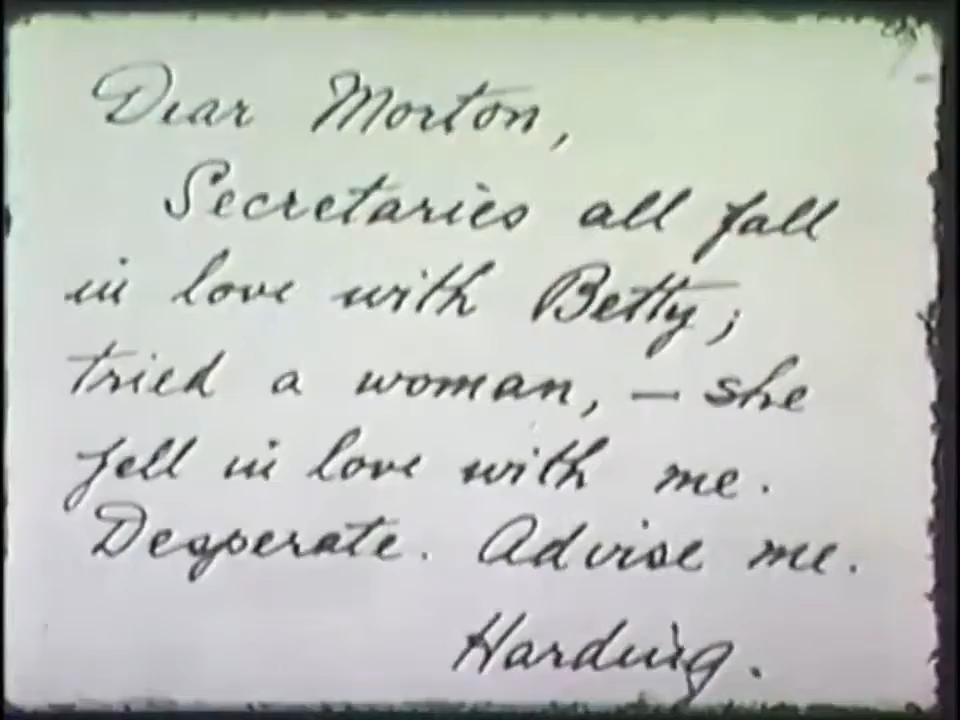 Dear Morton,
Secretaries all fall
in love with Betty;
tried a woman, — she
fell in love with me.
Desperate. Advise me.
Harding.